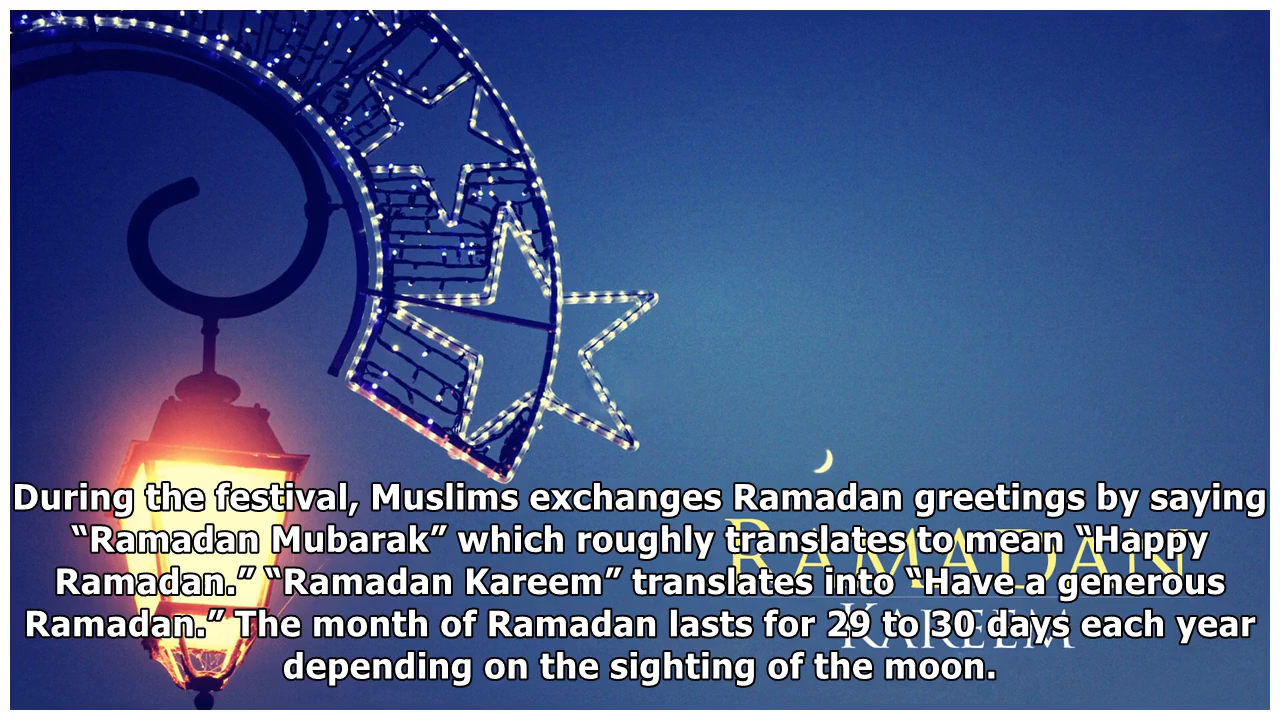 During the festival, Muslims exchanges Ramadan greetings by saying
“Ramadan Mubarak” which roughly translates to mean “Happy
Ramadan.” “Ramadan Kareem” translates into “Have a generous
Ramadan.” The month of Ramadan lasts for 29 to 30 days each year
depending on the sighting of the moon.
RAMADAN
KAREEM